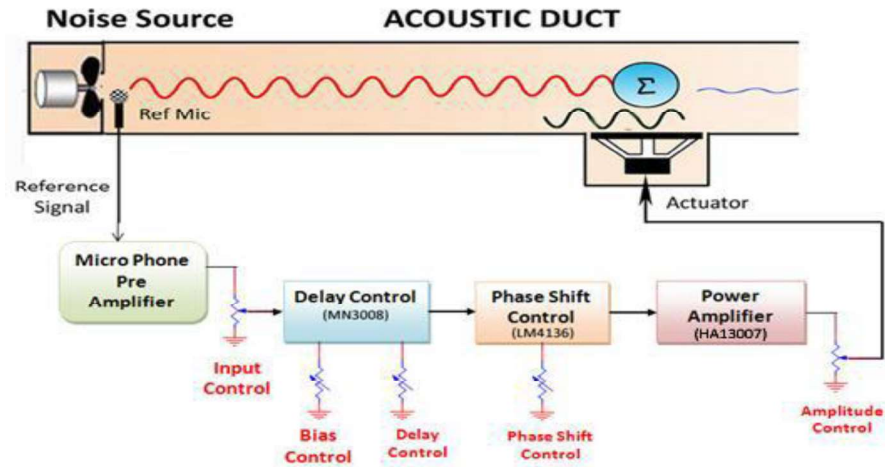 Noise Source
ACOUSTIC DUCT
Σ
Ref Mic
Reference
Signal
Actuator
Micro Phone
Pre
Amplifier
Delay Control
(MN3008)
Phase Shift
Control
(LM4136)
Power
Amplifier
(HA13007)
Input
Control
Bias
Control
Delay
Control
Phase Shift
Control
Amplitude
Control